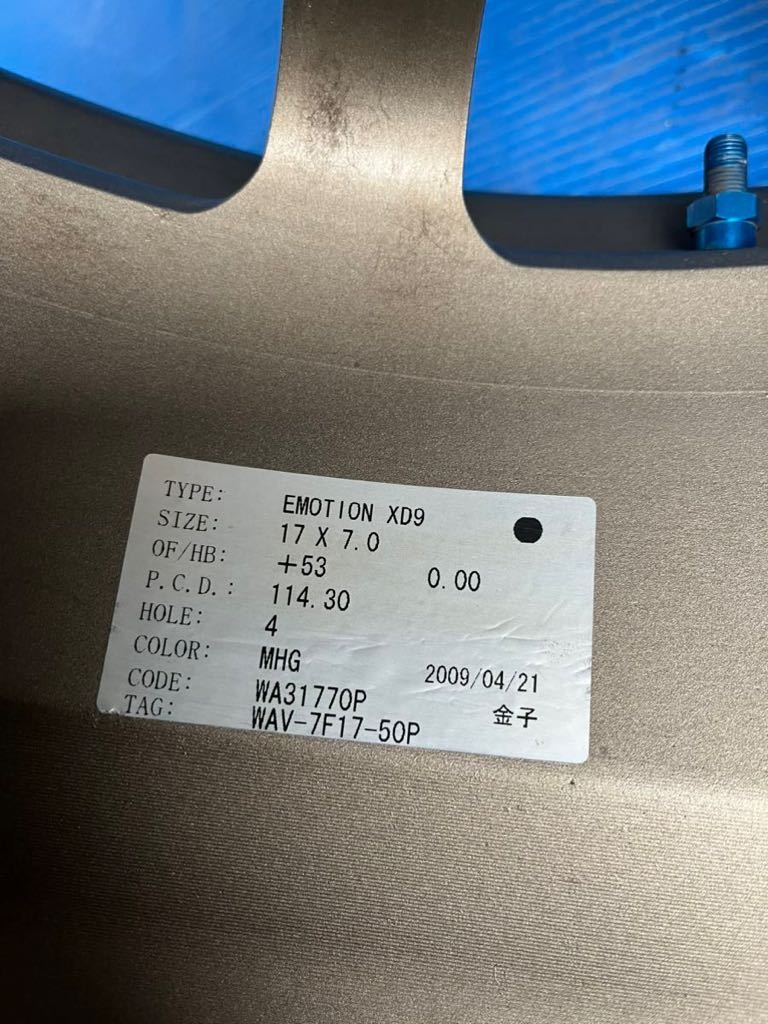 TYPE: EMOTION XD9
SIZE: 17 X 7.0
OF/HB: +53 0.00
P.C.D.: 114.30
HOLE: 4
COLOR: MHG 2009/04/21
CODE: WA31770P 金子
TAG: WAV-7F17-50P